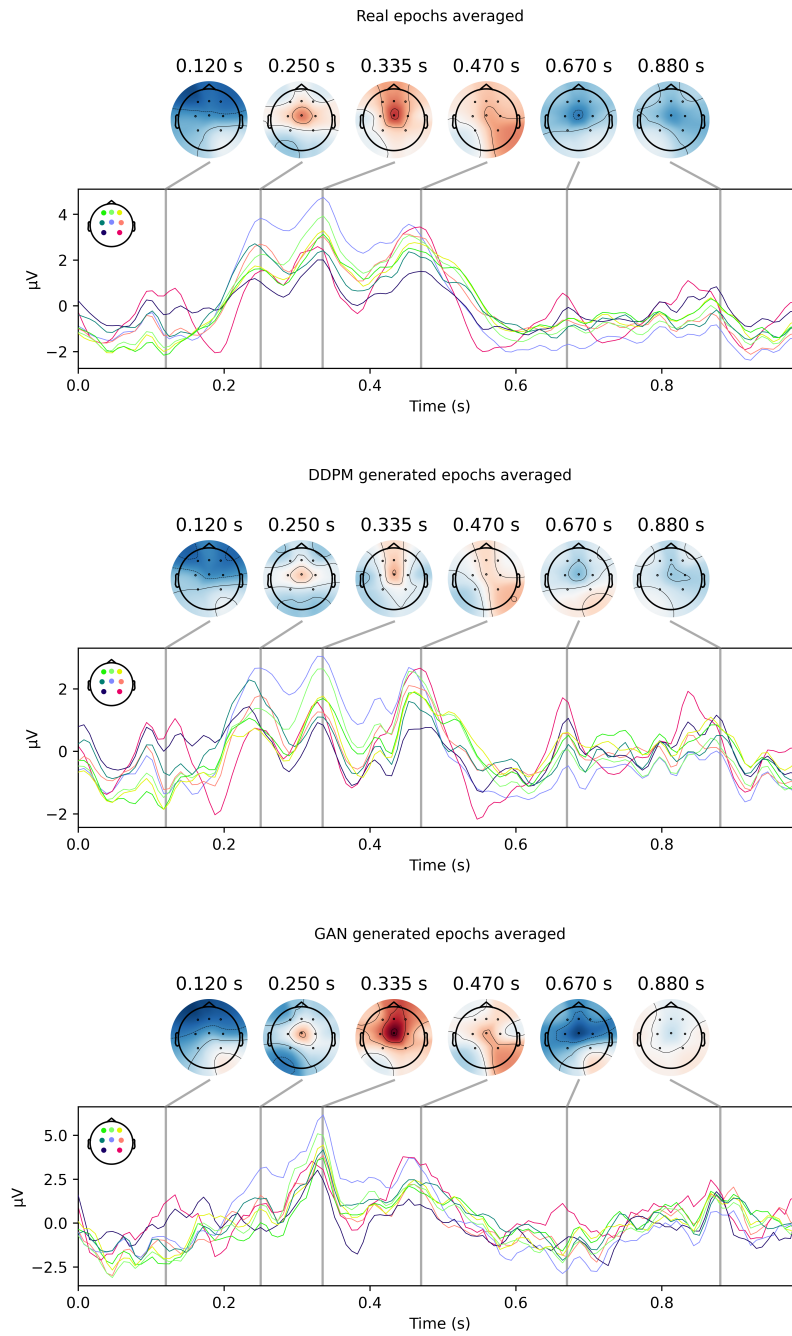 Real epochs averaged
0.120 s 0.250 s 0.335 s 0.470 s 0.670 s 0.880 s
4
2
0
−2
µV
0.0 0.2 0.4 0.6 0.8
Time (s)
DDPM generated epochs averaged
0.120 s 0.250 s 0.335 s 0.470 s 0.670 s 0.880 s
2
0
−2
µV
0.0 0.2 0.4 0.6 0.8
Time (s)
GAN generated epochs averaged
0.120 s 0.250 s 0.335 s 0.470 s 0.670 s 0.880 s
5.0
2.5
0.0
−2.5
µV
0.0 0.2 0.4 0.6 0.8
Time (s)